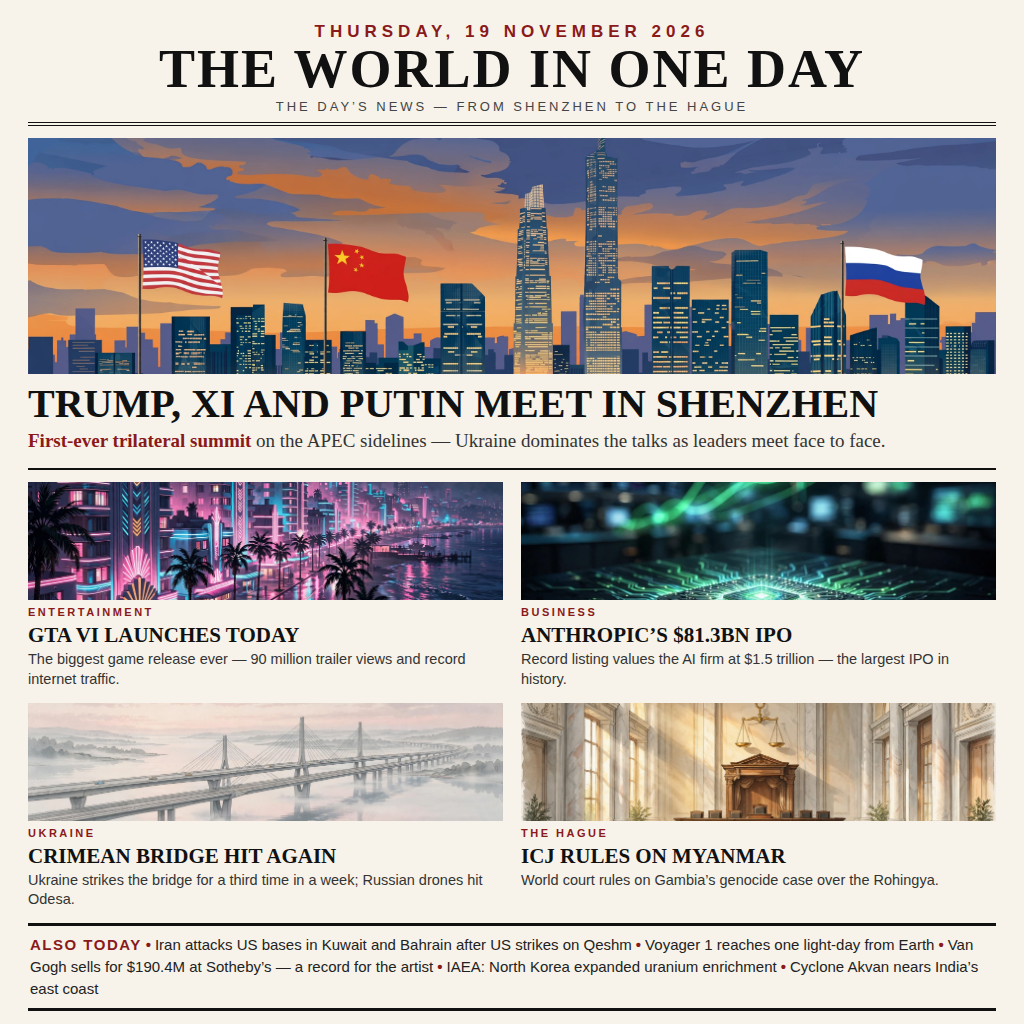 THURSDAY, 19 NOVEMBER 2026
THE WORLD IN ONE DAY
THE DAY'S NEWS — FROM SHENZHEN TO THE HAGUE
TRUMP, XI AND PUTIN MEET IN SHENZHEN
First-ever trilateral summit on the APEC sidelines — Ukraine dominates the talks as leaders meet face to face.
ENTERTAINMENT
GTA VI LAUNCHES TODAY
The biggest game release ever — 90 million trailer views and record
internet traffic.
BUSINESS
ANTHROPIC’S $81.3BN IPO
Record listing values the AI firm at $1.5 trillion — the largest IPO in
history.
UKRAINE
CRIMEAN BRIDGE HIT AGAIN
Ukraine strikes the bridge for a third time in a week; Russian drones hit
Odesa.
THE HAGUE
ICJ RULES ON MYANMAR
World court rules on Gambia’s genocide case over the Rohingya.
ALSO TODAY • Iran attacks US bases in Kuwait and Bahrain after US strikes on Qeshm • Voyager 1 reaches one light-day from Earth • Van
Gogh sells for $190.4M at Sotheby’s — a record for the artist • IAEA: North Korea expanded uranium enrichment • Cyclone Akvan nears India’s
east coast